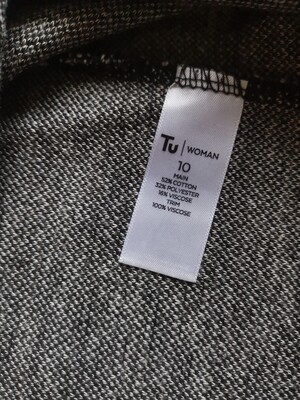 Tu | WOMAN
10
MAIN
52% COTTON
32% POLYESTER
16% VISCOSE
TRIM
100% VISCOSE